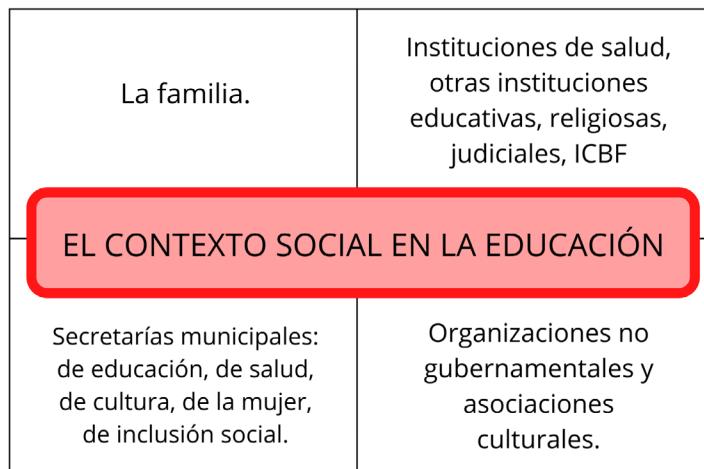 La familia.
Instituciones de salud,
otras instituciones
educativas, religiosas,
judiciales, ICBF
EL CONTEXTO SOCIAL EN LA EDUCACIÓN
Secretarías municipales:
de educación, de salud,
de cultura, de la mujer,
de inclusión social.
Organizaciones no
gubernamentales y
asociaciones
culturales.